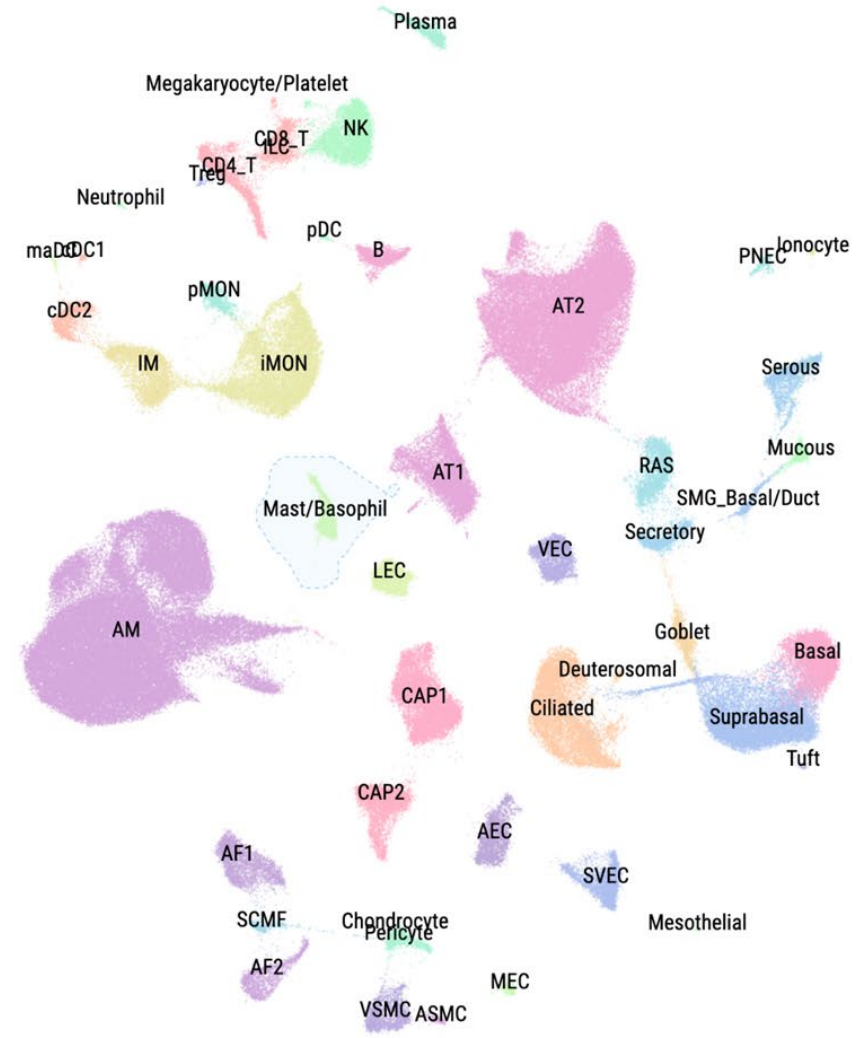 Plasma
Megakaryocyte/Platelet
NK
CD8_T
ILC
CD4_T
Treg
Neutrophil
pDC
B
maDC
cDC1
Ionocyte
PNEC
pMON
AT2
cDC2
IM
iMON
Serous
Mucous
AT1
RAS
SMG_Basal/Duct
Mast/Basophil
Secretory
VEC
LEC
AM
Goblet
Basal
Deuterosomal
CAP1
Ciliated
Suprabasal
Tuft
CAP2
AEC
AF1
SVEC
SCMF
Chondrocyte
Pericyte
Mesothelial
AF2
MEC
VSMC
ASMC